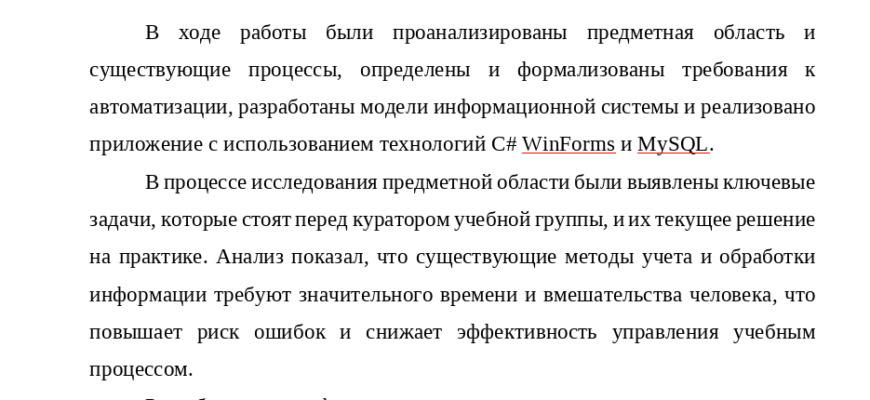 В ходе работы были проанализированы предметная область и
существующие процессы, определены и формализованы требования к
автоматизации, разработаны модели информационной системы и реализовано
приложение с использованием технологий C# WinForms и MySQL.
В процессе исследования предметной области были выявлены ключевые
задачи, которые стоят перед куратором учебной группы, и их текущее решение
на практике. Анализ показал, что существующие методы учета и обработки
информации требуют значительного времени и вмешательства человека, что
повышает риск ошибок и снижает эффективность управления учебным
процессом.